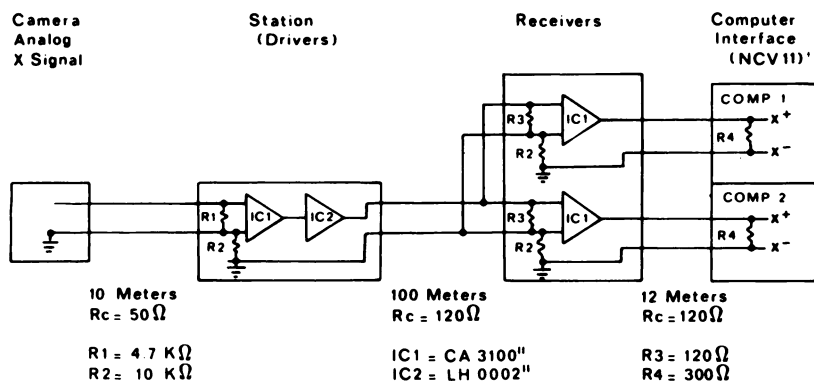 Camera
Analog
X Signal
Station
(Drivers)
Receivers
Computer
Interface
(NCV11)'
COMP 1
R3
IC1
X+
R4
R2
X-
COMP 2
R1
IC1
IC2
R3
IC1
X+
R2
R2
R4
X-
10 Meters
Rc = 50Ω
100 Meters
Rc = 120Ω
12 Meters
Rc = 120Ω
R1 = 4.7 KΩ
R2 = 10 KΩ
IC1 = CA 3100"
IC2 = LH 0002"
R3 = 120Ω
R4 = 300Ω